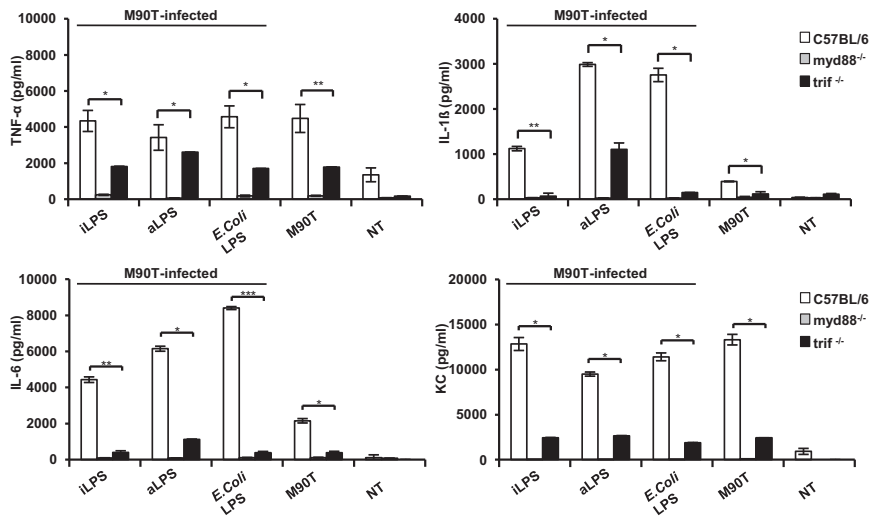 M90T-infected
10000
8000
6000
4000
2000
0
TNF-α (pg/ml)
*
*
*
**
iLPS
aLPS
E.Coli
LPS
M90T
NT
M90T-infected
4000
3000
2000
1000
0
IL-1ß (pg/ml)
**
*
*
*
iLPS
aLPS
E.Coli
LPS
M90T
NT
C57BL/6
myd88-/-
trif -/-
M90T-infected
10000
8000
6000
4000
2000
0
IL-6 (pg/ml)
**
*
***
*
iLPS
aLPS
E.Coli
LPS
M90T
NT
M90T-infected
20000
15000
10000
5000
0
KC (pg/ml)
*
*
*
*
iLPS
aLPS
E.Coli
LPS
M90T
NT
C57BL/6
myd88-/-
trif -/-